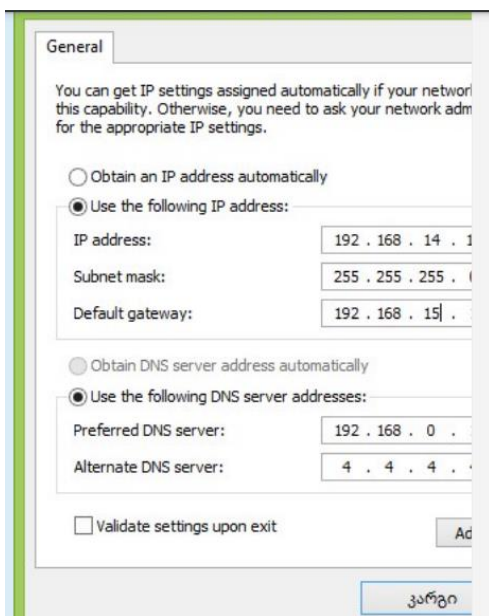 General
You can get IP settings assigned automatically if your
this capability. Otherwise, you need to ask your network
for the appropriate IP settings.
Obtain an IP address automatically
Use the following IP address:
IP address: 192 . 168 . 14 .
Subnet mask: 255 . 255 . 255 .
Default gateway: 192 . 168 . 15 .
Obtain DNS server address automatically
Use the following DNS server addresses:
Preferred DNS server: 192 . 168 . 0 .
Alternate DNS server: 4 . 4 . 4 .
Validate settings upon exit
კარგი